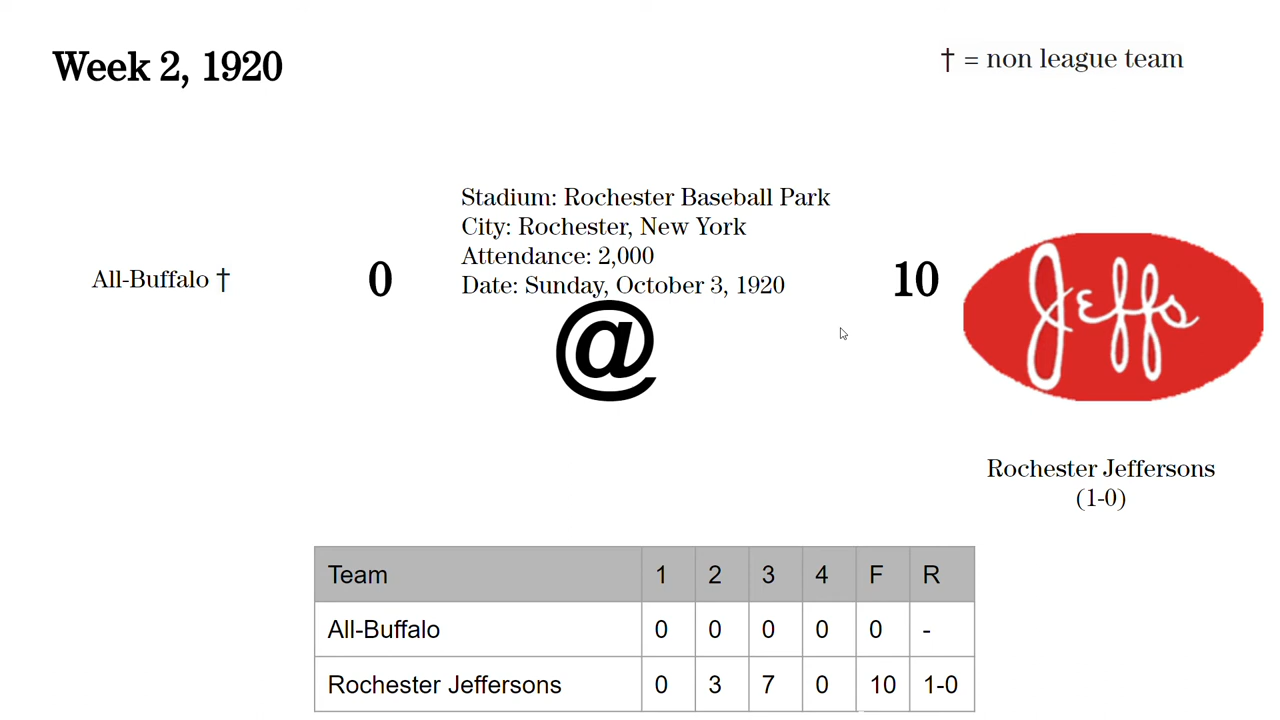 Week 2, 1920
† = non league team
Stadium: Rochester Baseball Park
City: Rochester, New York
Attendance: 2,000
Date: Sunday, October 3, 1920
All-Buffalo †
0
@
10
Jeffs
Rochester Jeffersons
(1-0)
Team 1 2 3 4 F R
All-Buffalo 0 0 0 0 0 -
Rochester Jeffersons 0 3 7 0 10 1-0